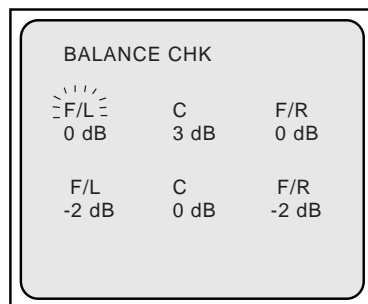 BALANCE CHK
F/L C F/R
0 dB 3 dB 0 dB
F/L C F/R
-2 dB 0 dB -2 dB